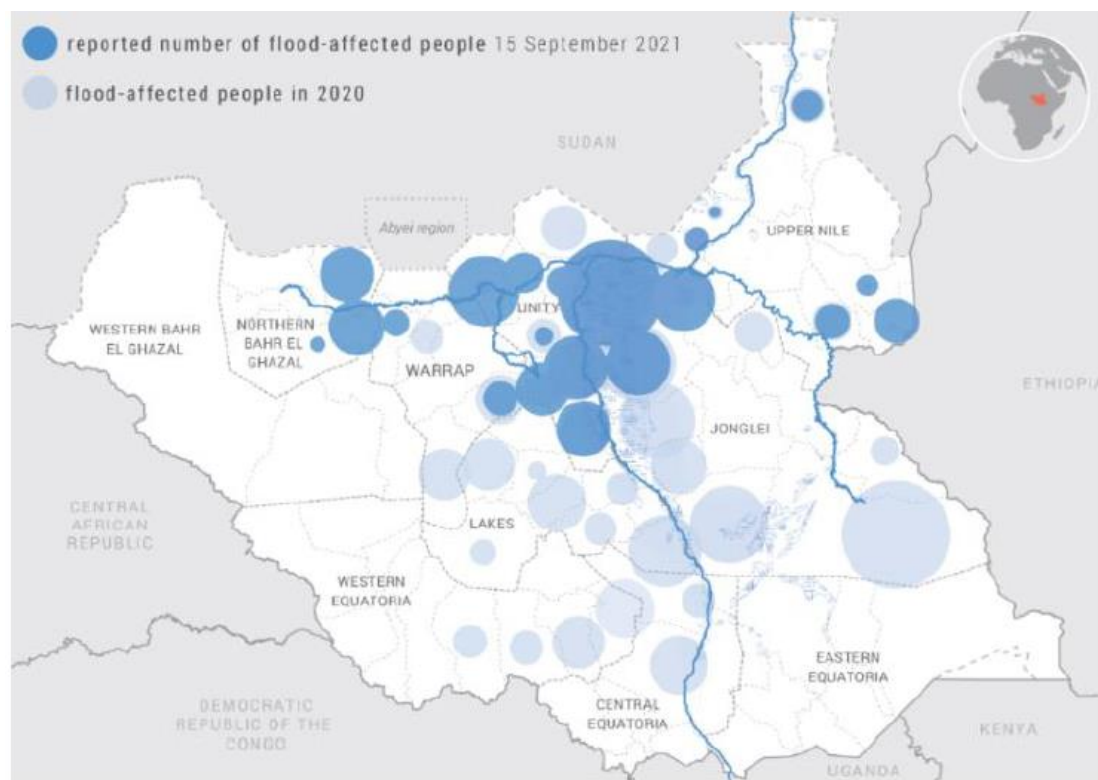 reported number of flood-affected people 15 September 2021
flood-affected people in 2020
SUDAN
Abyei region
UPPER NILE
UNITY
WESTERN BAHR
EL GHAZAL
NORTHERN
BAHR EL
GHAZAL
WARRAP
ETHIOPIA
JONGLEI
CENTRAL
AFRICAN
REPUBLIC
LAKES
WESTERN
EQUATORIA
EASTERN
EQUATORIA
DEMOCRATIC
REPUBLIC OF THE
CONGO
CENTRAL
EQUATORIA
KENYA
UGANDA